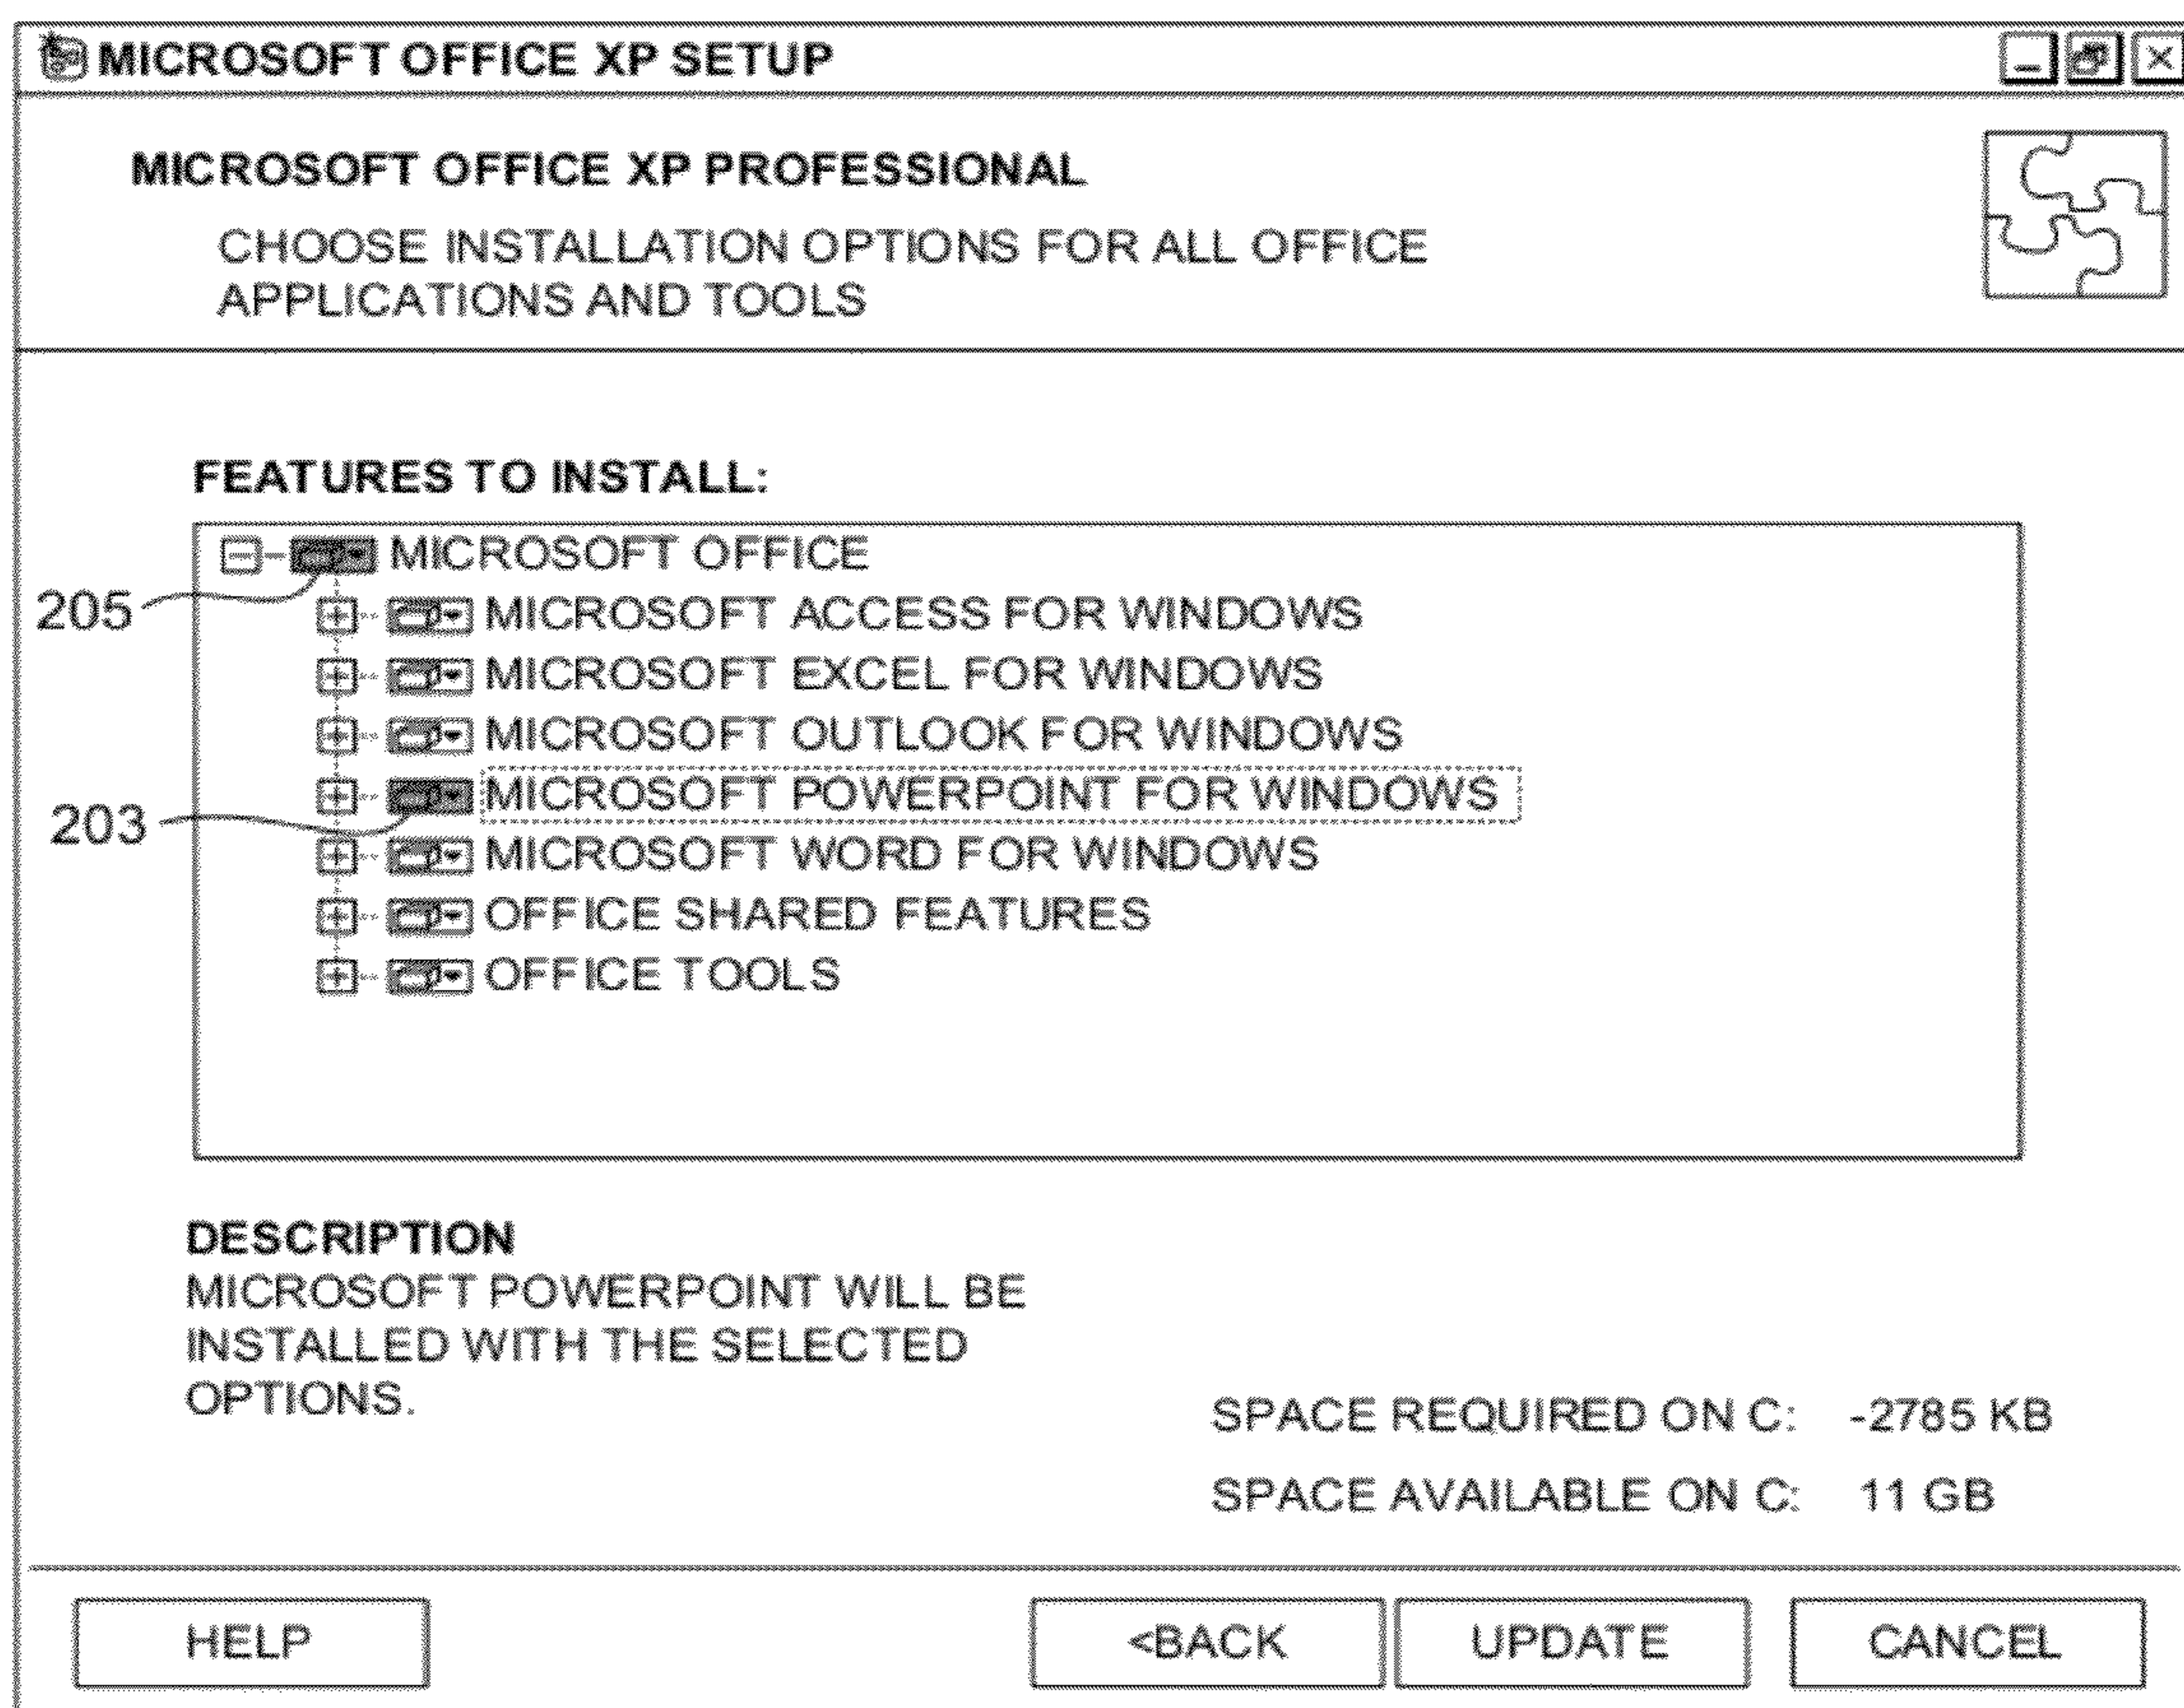 MICROSOFT OFFICE XP SETUP
MICROSOFT OFFICE XP PROFESSIONAL
CHOOSE INSTALLATION OPTIONS FOR ALL OFFICE
APPLICATIONS AND TOOLS
FEATURES TO INSTALL:
MICROSOFT OFFICE
205
MICROSOFT ACCESS FOR WINDOWS
MICROSOFT EXCEL FOR WINDOWS
MICROSOFT OUTLOOK FOR WINDOWS
MICROSOFT POWERPOINT FOR WINDOWS
203
MICROSOFT WORD FOR WINDOWS
OFFICE SHARED FEATURES
OFFICE TOOLS
DESCRIPTION
MICROSOFT POWERPOINT WILL BE
INSTALLED WITH THE SELECTED
OPTIONS.
SPACE REQUIRED ON C: -2785 KB
SPACE AVAILABLE ON C: 11 GB
HELP <BACK UPDATE CANCEL